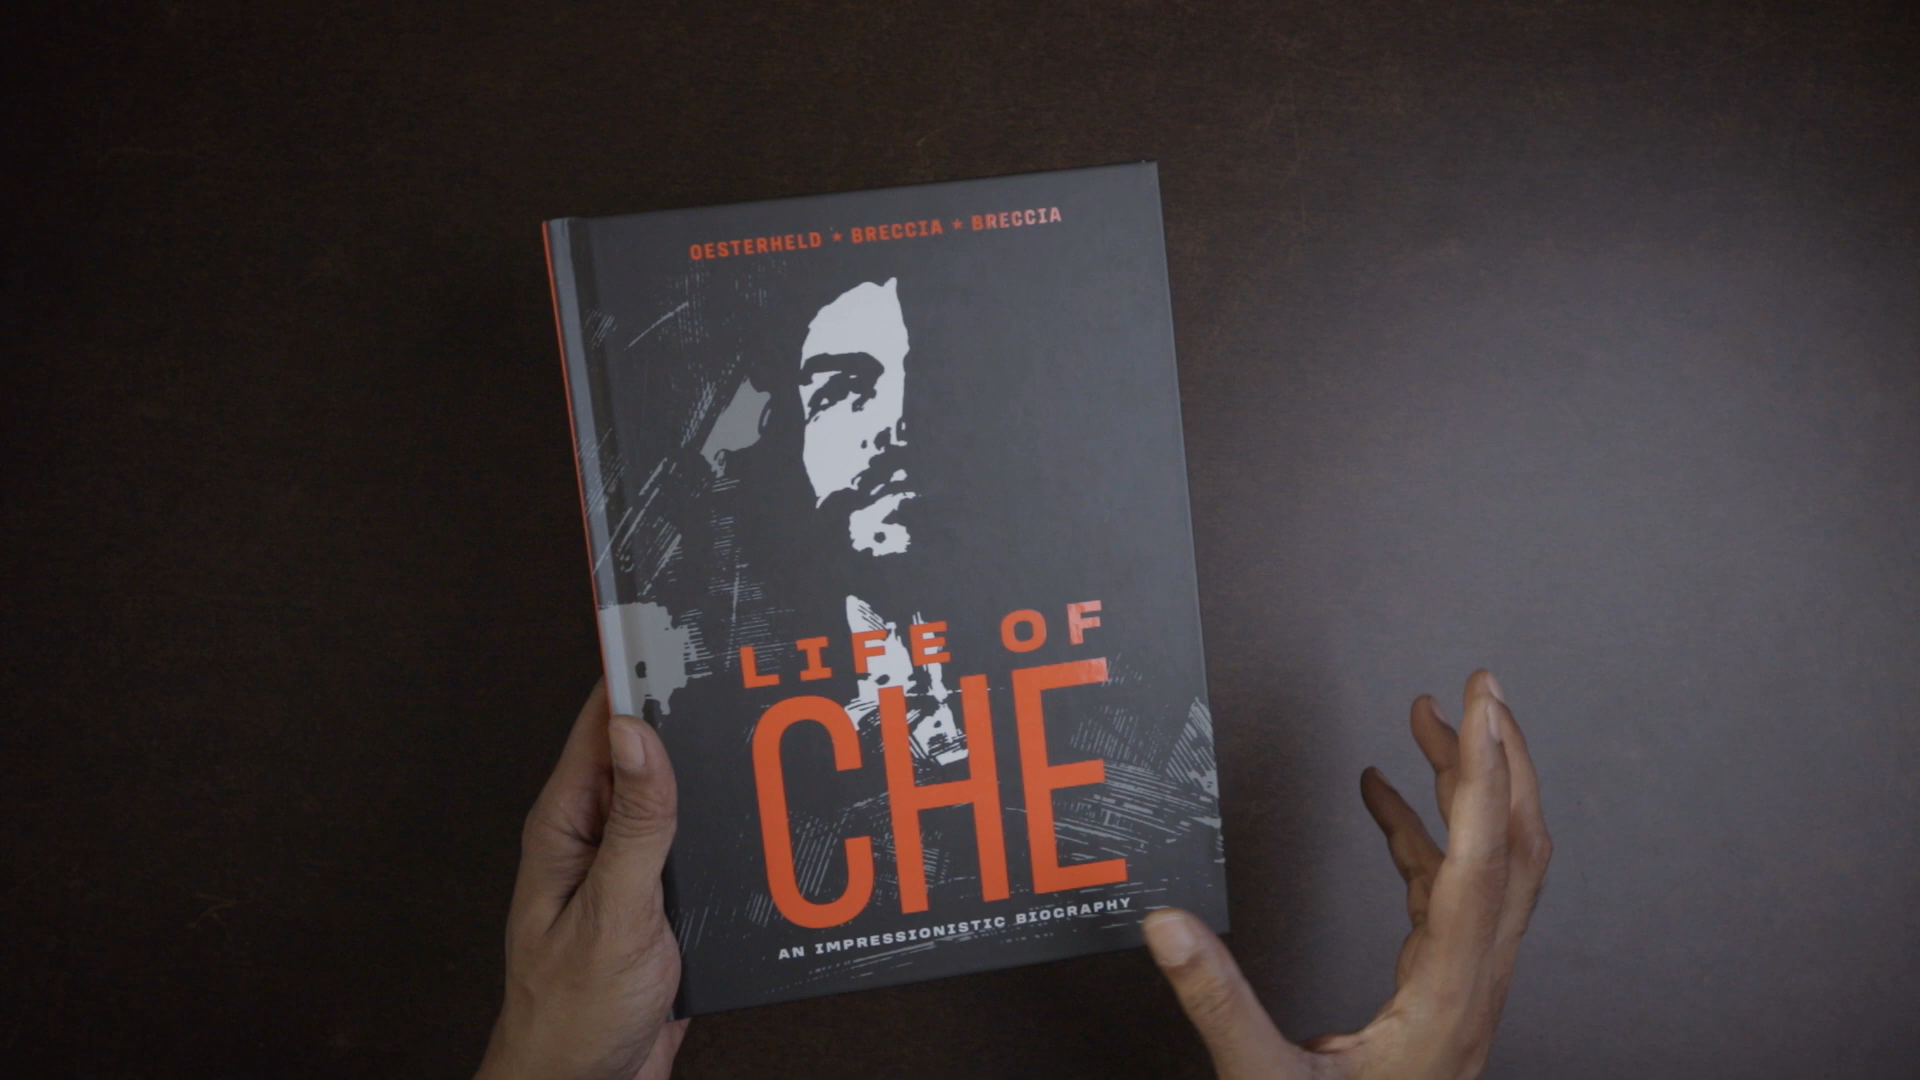 OESTERHELD ★ BRECCIA ★ BRECCIA
LIFE OF
CHE
AN IMPRESSIONISTIC BIOGRAPHY